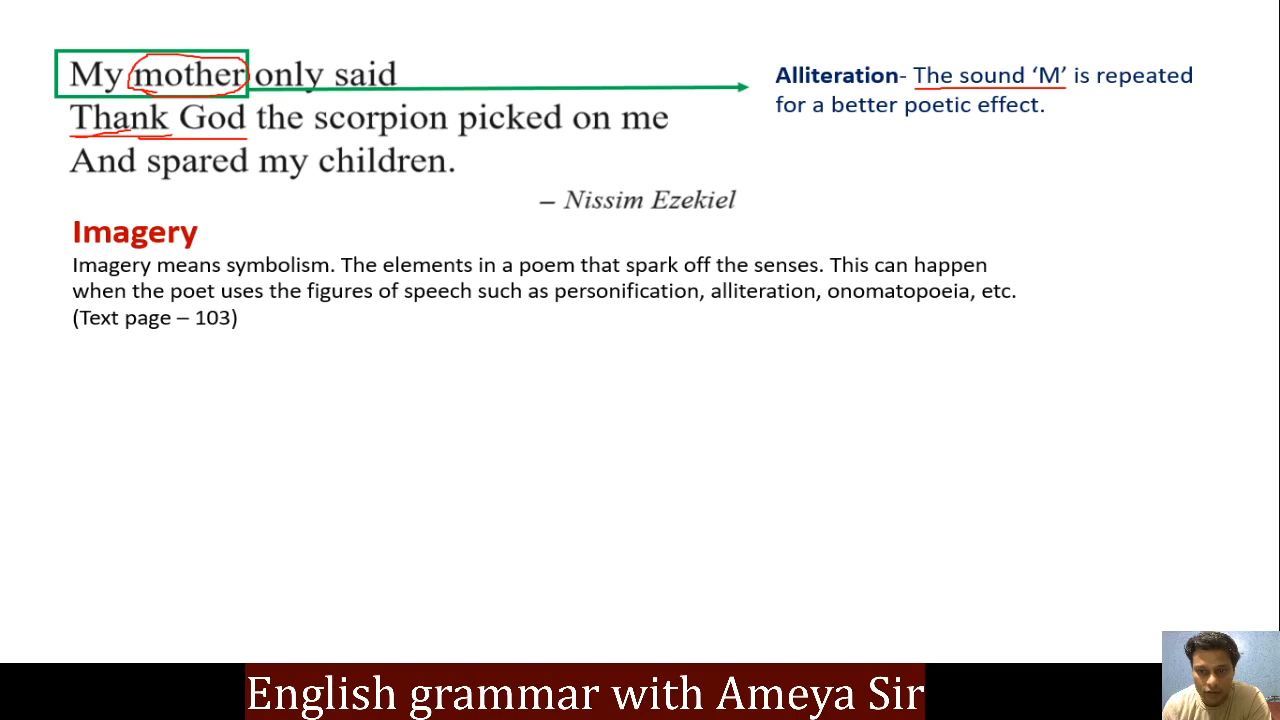 My mother only said
Alliteration- The sound ‘M’ is repeated
for a better poetic effect.
Thank God the scorpion picked on me
And spared my children.
– Nissim Ezekiel
Imagery
Imagery means symbolism. The elements in a poem that spark off the senses. This can happen
when the poet uses the figures of speech such as personification, alliteration, onomatopoeia, etc.
(Text page – 103)
English grammar with Ameya Sir